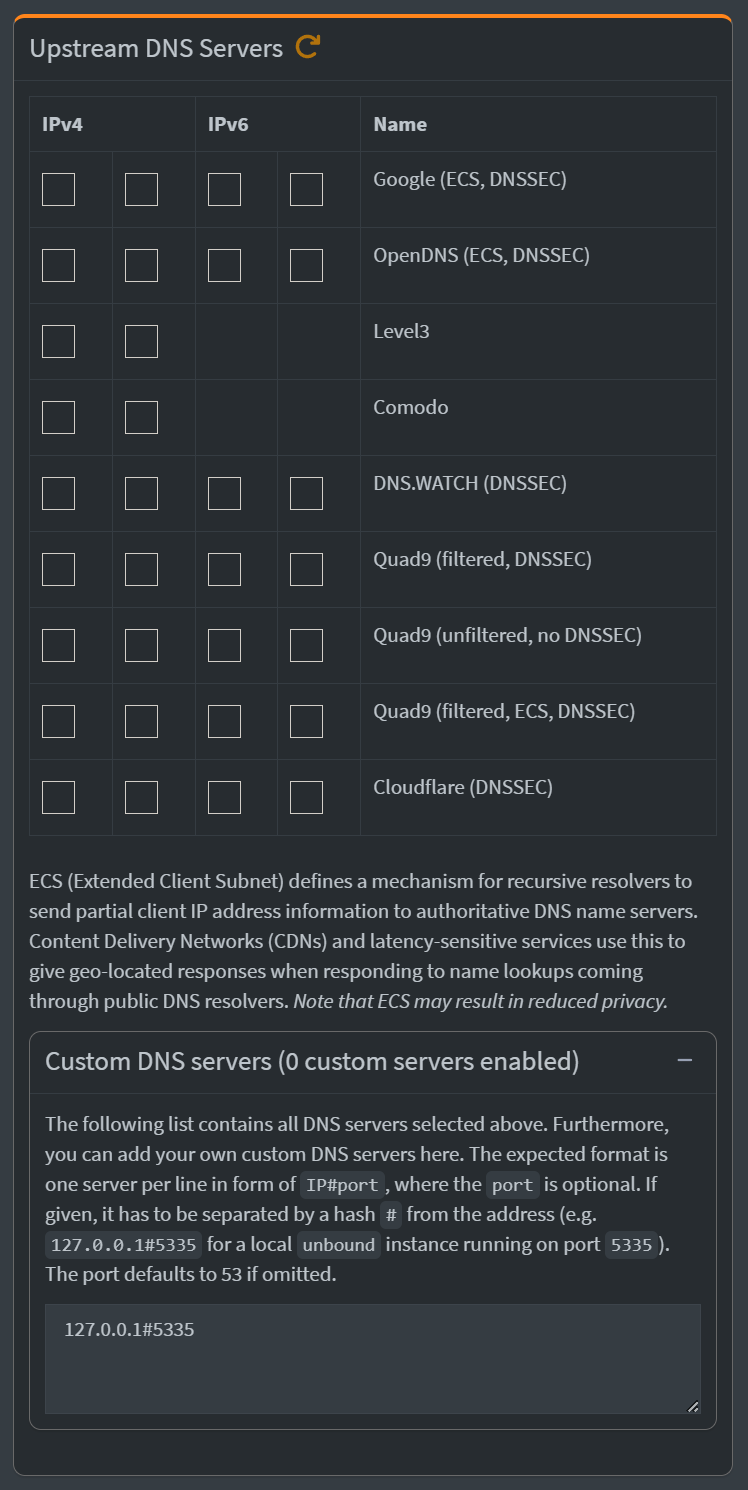 Upstream DNS Servers
IPv4 IPv6 Name
Google (ECS, DNSSEC)
OpenDNS (ECS, DNSSEC)
Level3
Comodo
DNS.WATCH (DNSSEC)
Quad9 (filtered, DNSSEC)
Quad9 (unfiltered, no DNSSEC)
Quad9 (filtered, ECS, DNSSEC)
Cloudflare (DNSSEC)
ECS (Extended Client Subnet) defines a mechanism for recursive resolvers to
send partial client IP address information to authoritative DNS name servers.
Content Delivery Networks (CDNs) and latency-sensitive services use this to
give geo-located responses when responding to name lookups coming
through public DNS resolvers. Note that ECS may result in reduced privacy.
Custom DNS servers (0 custom servers enabled)
The following list contains all DNS servers selected above. Furthermore,
you can add your own custom DNS servers here. The expected format is
one server per line in form of IP#port, where the port is optional. If
given, it has to be separated by a hash # from the address (e.g.
127.0.0.1#5335 for a local unbound instance running on port 5335).
The port defaults to 53 if omitted.
127.0.0.1#5335